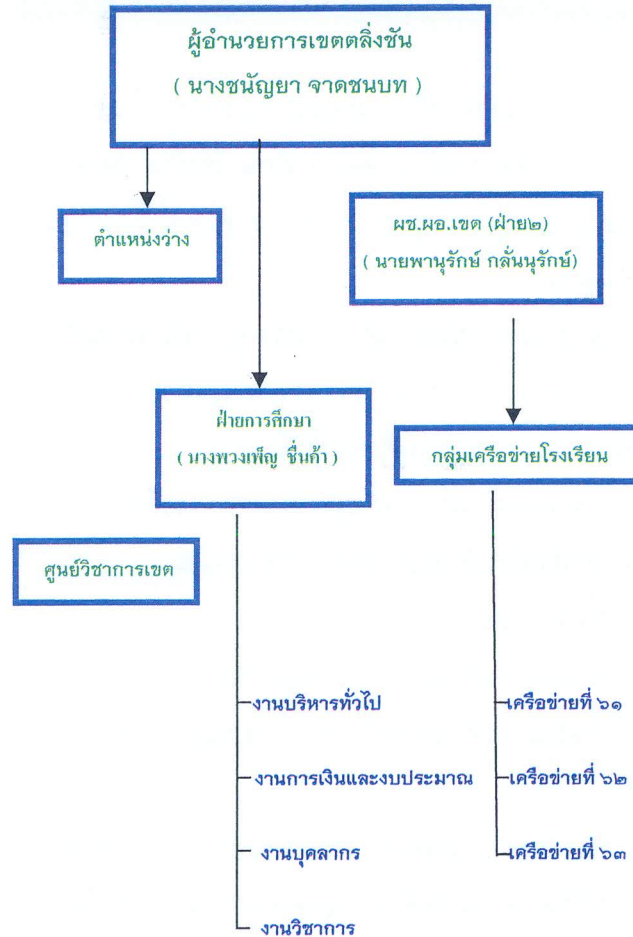 ผู้อำนวยการเขตตลิ่งชัน
( นางชนัญยา จาดชนบท )
ตำแหน่งว่าง
ผช.ผอ.เขต (ฝ่าย๒)
( นายพานุรักษ์ กลั่นนุรักษ์)
ฝ่ายการศึกษา
( นางพวงเพ็ญ ชื่นค้า )
กลุ่มเครือข่ายโรงเรียน
ศูนย์วิชาการเขต
งานบริหารทั่วไป
เครือข่ายที่ ๖๑
งานการเงินและงบประมาณ
เครือข่ายที่ ๖๒
งานบุคลากร
เครือข่ายที่ ๖๓
งานวิชาการ